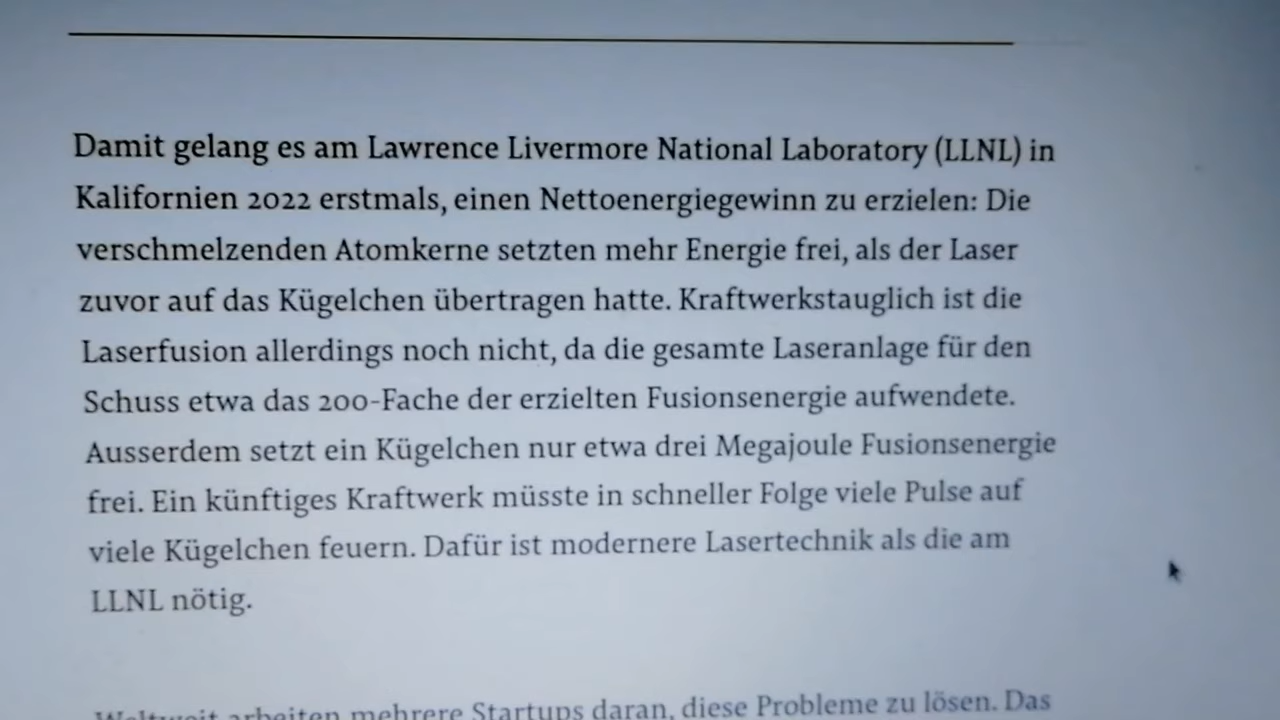 Damit gelang es am Lawrence Livermore National Laboratory (LLNL) in
Kalifornien 2022 erstmals, einen Nettoenergiegewinn zu erzielen: Die
verschmelzenden Atomkerne setzten mehr Energie frei, als der Laser
zuvor auf das Kügelchen übertragen hatte. Kraftwerkstauglich ist die
Laserfusion allerdings noch nicht, da die gesamte Laseranlage für den
Schuss etwa das 200-Fache der erzielten Fusionsenergie aufwendete.
Ausserdem setzt ein Kügelchen nur etwa drei Megajoule Fusionsenergie
frei. Ein künftiges Kraftwerk müsste in schneller Folge viele Pulse auf
viele Kügelchen feuern. Dafür ist modernere Lasertechnik als die am
LLNL nötig.
Weltweit arbeiten mehrere Startups daran, diese Probleme zu lösen. Das